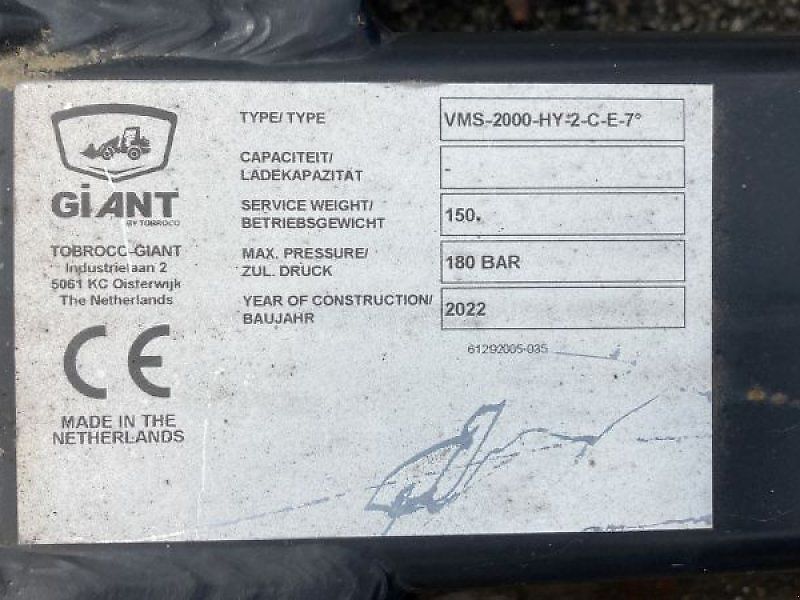 GiANT
BY TOBROCO
TOBROCO-GIANT
Industrielaan 2
5061 KC Oisterwijk
The Netherlands
CE
MADE IN THE
NETHERLANDS
TYPE/ TYPE
VMS-2000-HY-2-C-E-7°
CAPACITEIT/
LADEKAPAZITÄT
-
SERVICE WEIGHT/
BETRIEBSGEWICHT
150.
MAX. PRESSURE/
ZUL. DRUCK
180 BAR
YEAR OF CONSTRUCTION/
BAUJAHR
2022
61292005-035